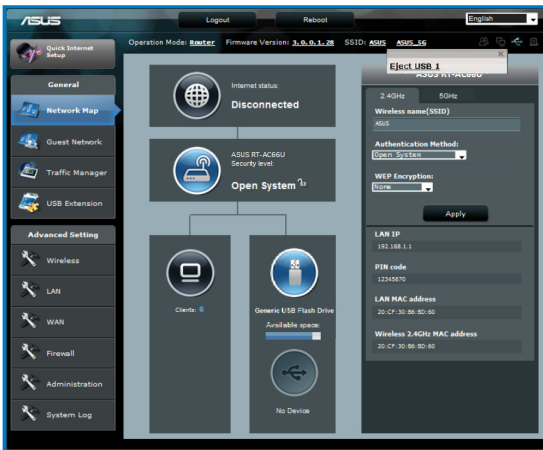 ASUS
Logout
Reboot
English
Quick Internet
Setup
Operation Mode: Router Firmware Version: 3.0.0.1.28 SSID: ASUS ASUS_5G
Eject USB 1
ASUS RT-AC66U
General
Network Map
Guest Network
Traffic Manager
USB Extension
Advanced Setting
Wireless
LAN
WAN
Firewall
Administration
System Log
Internet status:
Disconnected
ASUS RT-AC66U
Security level:
Open System
Clients: 6
Generic USB Flash Drive
Available space:
No Device
2.4GHz
5GHz
Wireless name(SSID)
ASUS
Authentication Method:
Open System
WEP Encryption:
None
Apply
LAN IP
192.168.1.1
PIN code
12345670
LAN MAC address
20:CF:30:B6:BD:60
Wireless 2.4GHz MAC address
20:CF:30:B6:BD:60